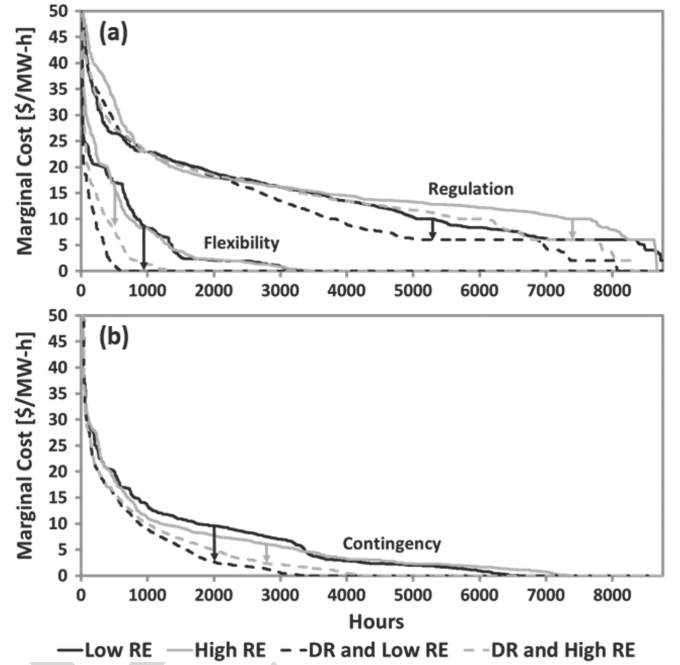 50
45
40
35
30
25
20
15
10
5
0
Marginal Cost [$/MW-h]
(a)
Regulation
Flexibility
0 1000 2000 3000 4000 5000 6000 7000 8000
50
45
40
35
30
25
20
15
10
5
0
Marginal Cost [$/MW-h]
(b)
Contingency
0 1000 2000 3000 4000 5000 6000 7000 8000
Hours
Low RE High RE DR and Low RE DR and High RE